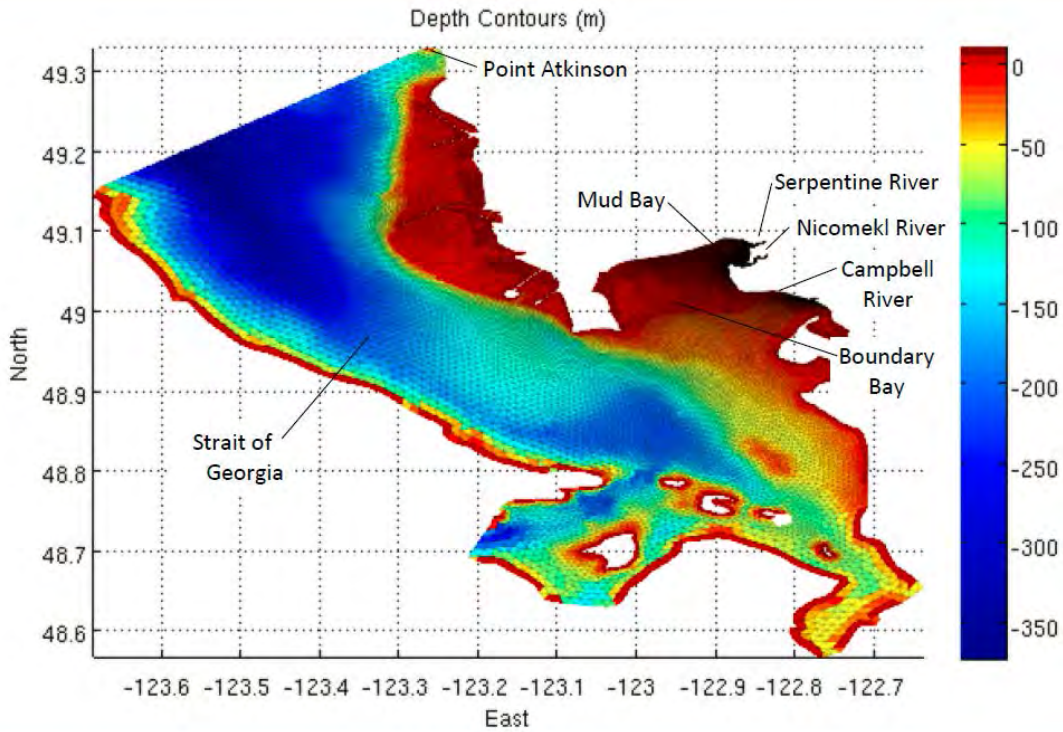 Depth Contours (m)
Point Atkinson
Serpentine River
Mud Bay
Nicomekl River
Campbell
River
Boundary
Bay
Strait of
Georgia
North
49.3
49.2
49.1
49
48.9
48.8
48.7
48.6
-123.6 -123.5 -123.4 -123.3 -123.2 -123.1 -123 -122.9 -122.8 -122.7
East
0
-50
-100
-150
-200
-250
-300
-350